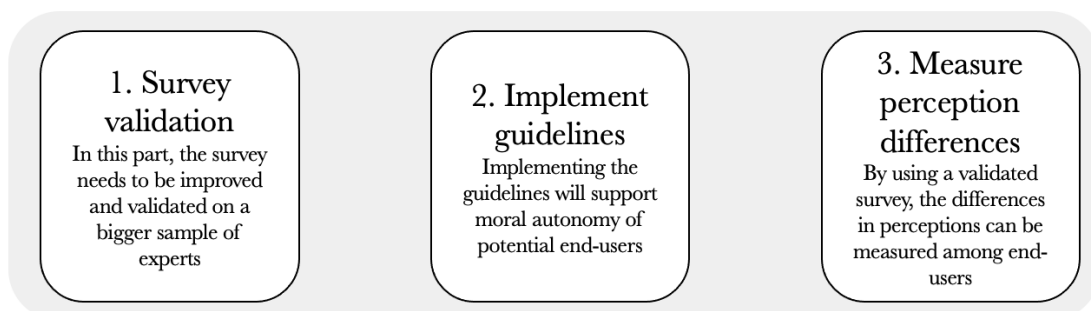 1. Survey
validation
In this part, the survey
needs to be improved
and validated on a
bigger sample of
experts
2. Implement
guidelines
Implementing the
guidelines will support
moral autonomy of
potential end-users
3. Measure
perception
differences
By using a validated
survey, the differences
in perceptions can be
measured among end-
users